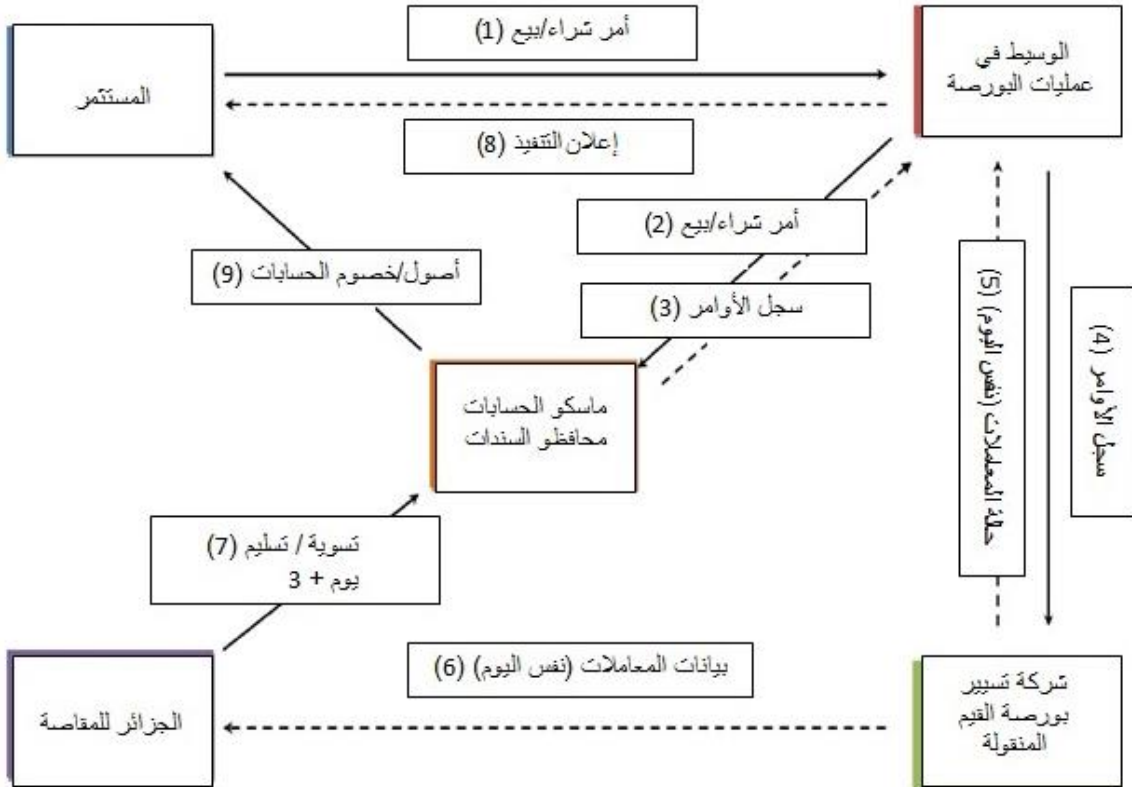 أمر شراء/بيع (1)
المستثمر
الوسيط في
عمليات البورصة
إعلان التنفيذ (8)
أمر شراء/بيع (2)
سجل الأوامر (3)
أصول/خصوم الحسابات (9)
حالة المعاملات (نفس اليوم) (5)
سجل الأوامر (4)
ماسكو الحسابات
محافظو السندات
تسوية / تسليم (7)
يوم + 3
بيانات المعاملات (نفس اليوم) (6)
الجزائر للمقاصة
شركة تسيير
بورصة القيم
المنقولة